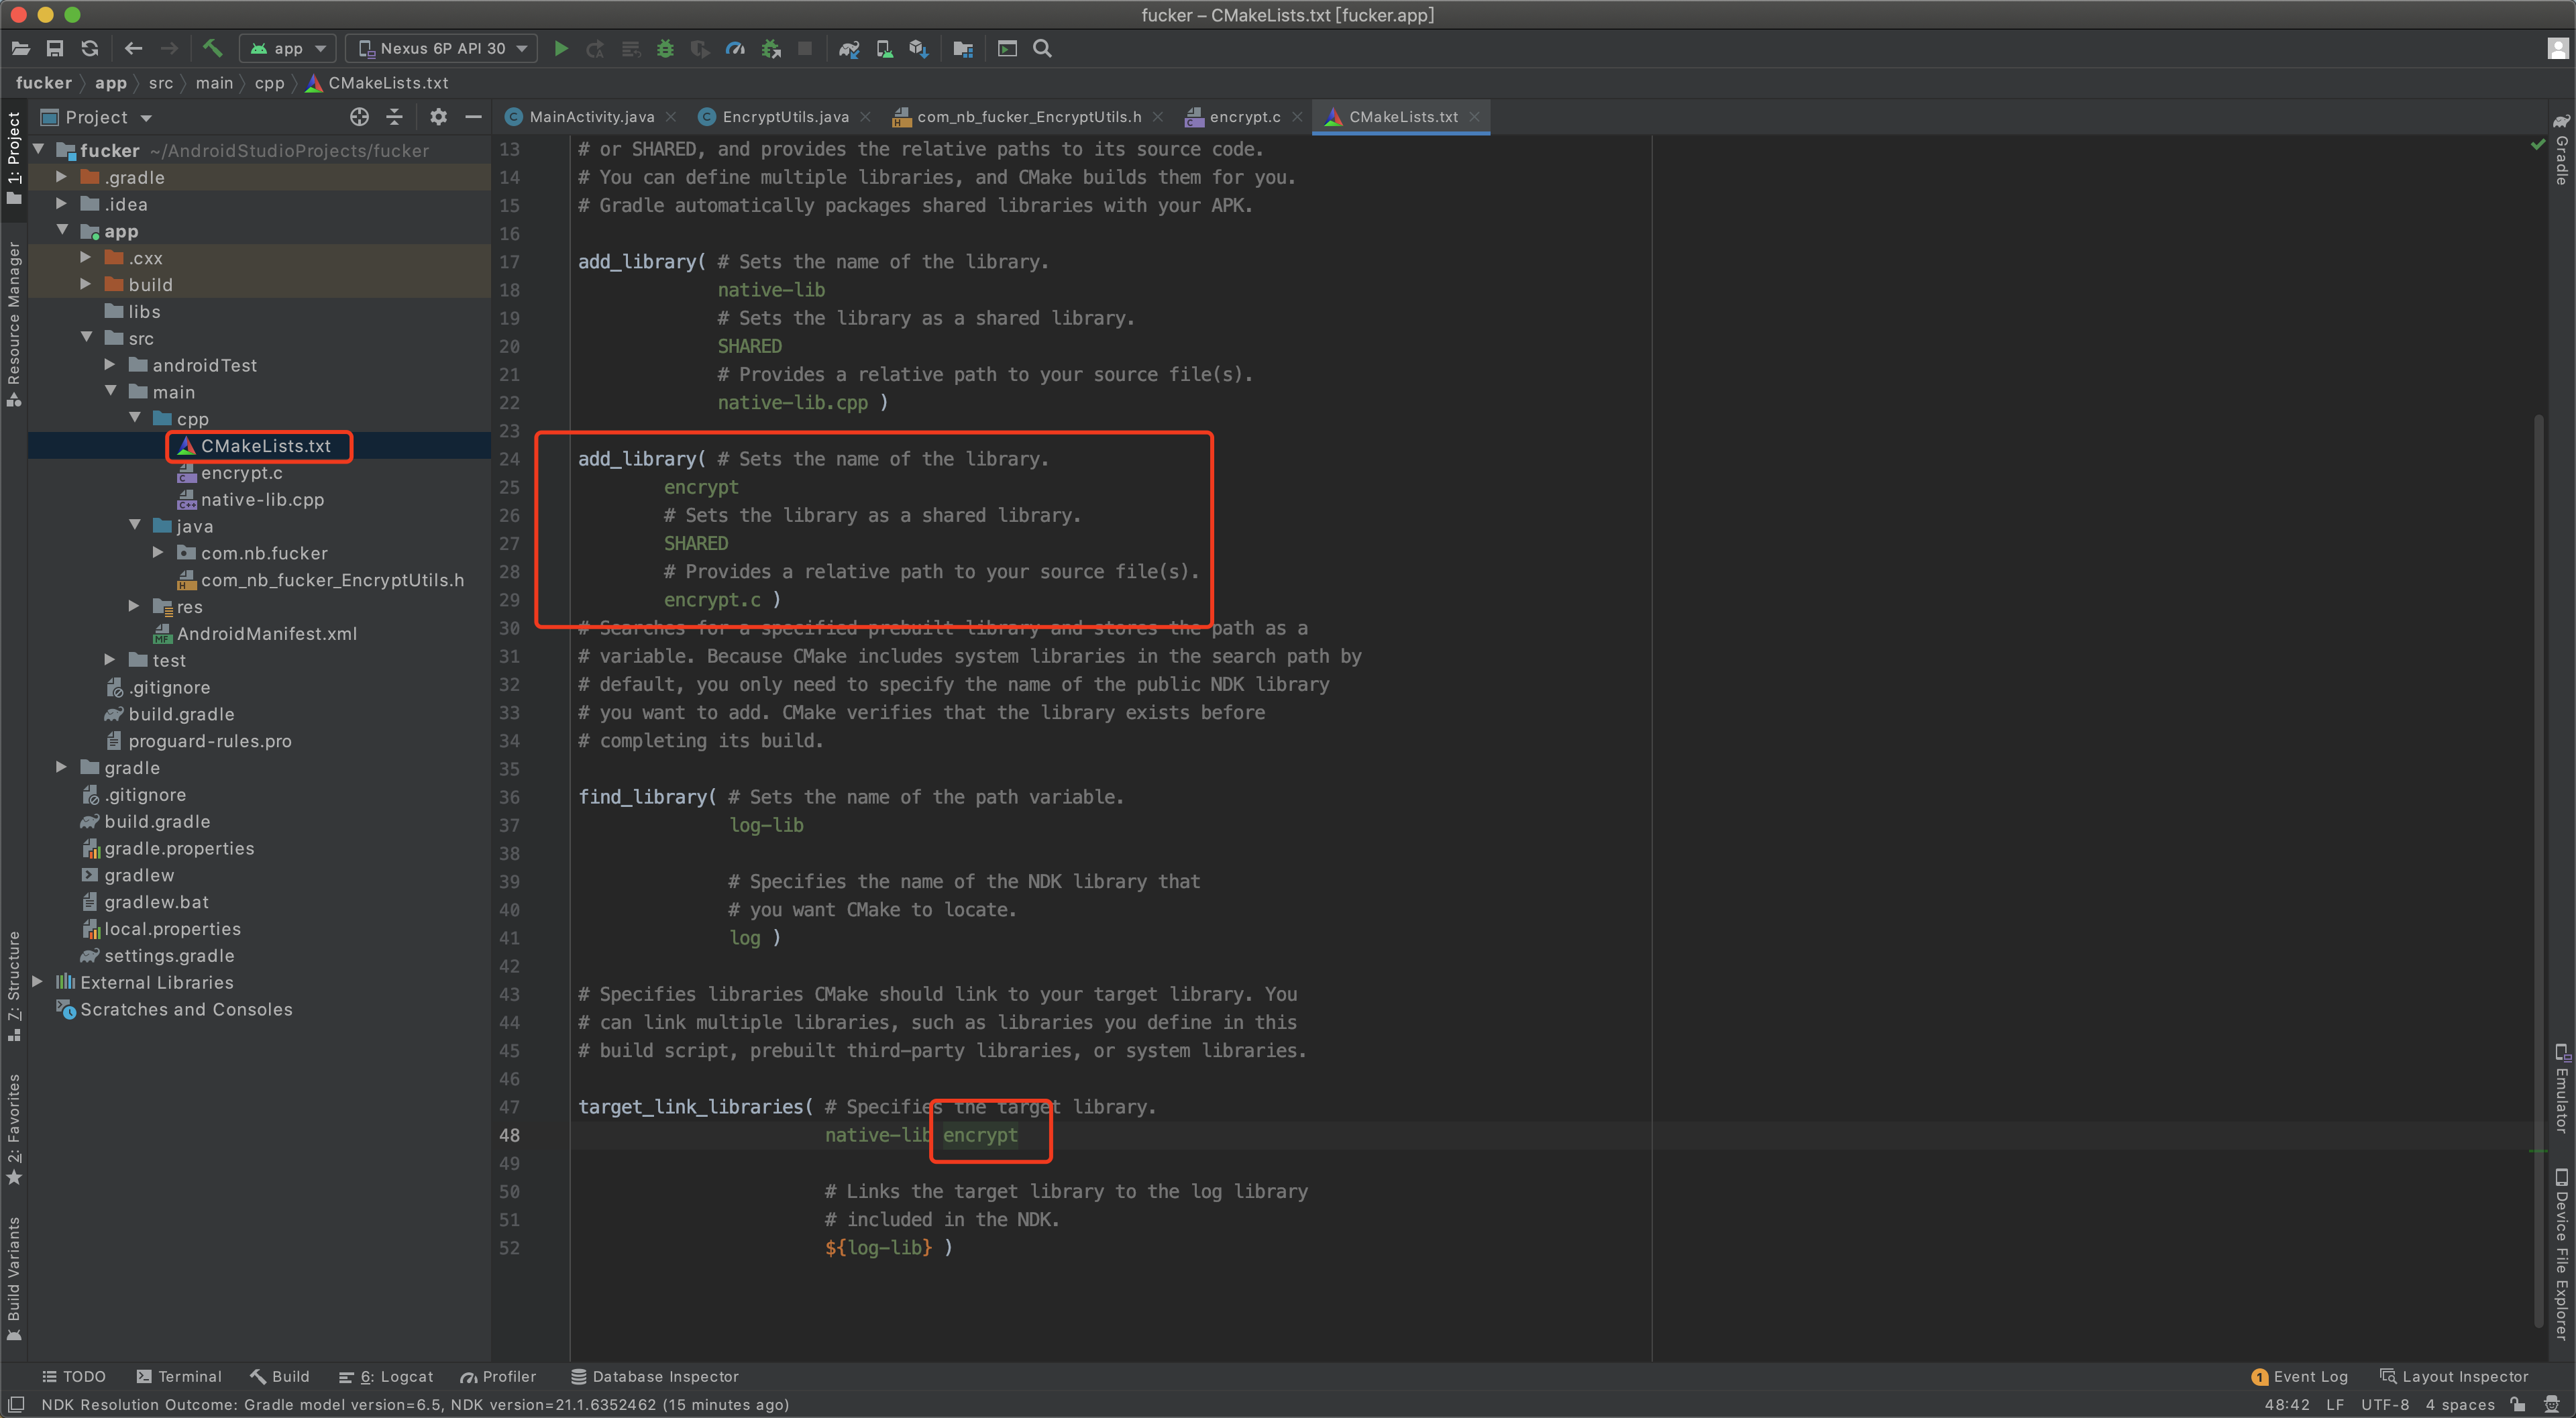 fucker – CMakeLists.txt [fucker.app]
app
Nexus 6P API 30
fucker
app
src
main
cpp
CMakeLists.txt
Project
MainActivity.java
EncryptUtils.java
com_nb_fucker_EncryptUtils.h
encrypt.c
CMakeLists.txt
1: Project
Resource Manager
7: Structure
2: Favorites
Build Variants
fucker ~/AndroidStudioProjects/fucker
.gradle
.idea
app
.cxx
build
libs
src
androidTest
main
cpp
CMakeLists.txt
encrypt.c
native-lib.cpp
java
com.nb.fucker
com_nb_fucker_EncryptUtils.h
res
AndroidManifest.xml
test
.gitignore
build.gradle
proguard-rules.pro
gradle
.gitignore
build.gradle
gradle.properties
gradlew
gradlew.bat
local.properties
settings.gradle
External Libraries
Scratches and Consoles
13 # or SHARED, and provides the relative paths to its source code.
14 # You can define multiple libraries, and CMake builds them for you.
15 # Gradle automatically packages shared libraries with your APK.
16
17 add_library( # Sets the name of the library.
18 native-lib
19 # Sets the library as a shared library.
20 SHARED
21 # Provides a relative path to your source file(s).
22 native-lib.cpp )
23
24 add_library( # Sets the name of the library.
25 encrypt
26 # Sets the library as a shared library.
27 SHARED
28 # Provides a relative path to your source file(s).
29 encrypt.c )
30 # Searches for a specified prebuilt library and stores the path as a
31 # variable. Because CMake includes system libraries in the search path by
32 # default, you only need to specify the name of the public NDK library
33 # you want to add. CMake verifies that the library exists before
34 # completing its build.
35
36 find_library( # Sets the name of the path variable.
37 log-lib
38
39 # Specifies the name of the NDK library that
40 # you want CMake to locate.
41 log )
42
43 # Specifies libraries CMake should link to your target library. You
44 # can link multiple libraries, such as libraries you define in this
45 # build script, prebuilt third-party libraries, or system libraries.
46
47 target_link_libraries( # Specifies the target library.
48 native-lib encrypt
49
50 # Links the target library to the log library
51 # included in the NDK.
52 ${log-lib} )
Gradle
Emulator
Device File Explorer
TODO
Terminal
Build
6: Logcat
Profiler
Database Inspector
1 Event Log
Layout Inspector
NDK Resolution Outcome: Gradle model version=6.5, NDK version=21.1.6352462 (15 minutes ago)
48:42 LF UTF-8 4 spaces